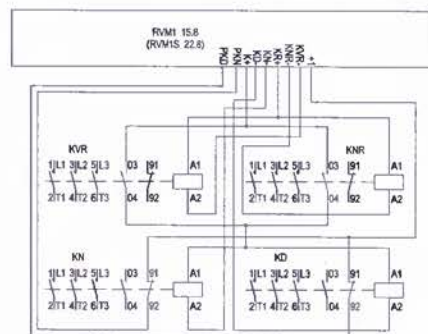 RVM1 15.8
(RVM1S 22.8)
PKD PKN K+ KD- KN- KR+ KNR- KVR- +1
KVR KNR
1|L1 3|L2 5|L3 03 91 A1 1|L1 3|L2 5|L3 03 91 A1
2|T1 4|T2 6|T3 04 92 A2 2|T1 4|T2 6|T3 04 92 A2
KN KD
1|L1 3|L2 5|L3 03 91 A1 1|L1 3|L2 5|L3 03 91 A1
2|T1 4|T2 6|T3 04 92 A2 2|T1 4|T2 6|T3 04 92 A2